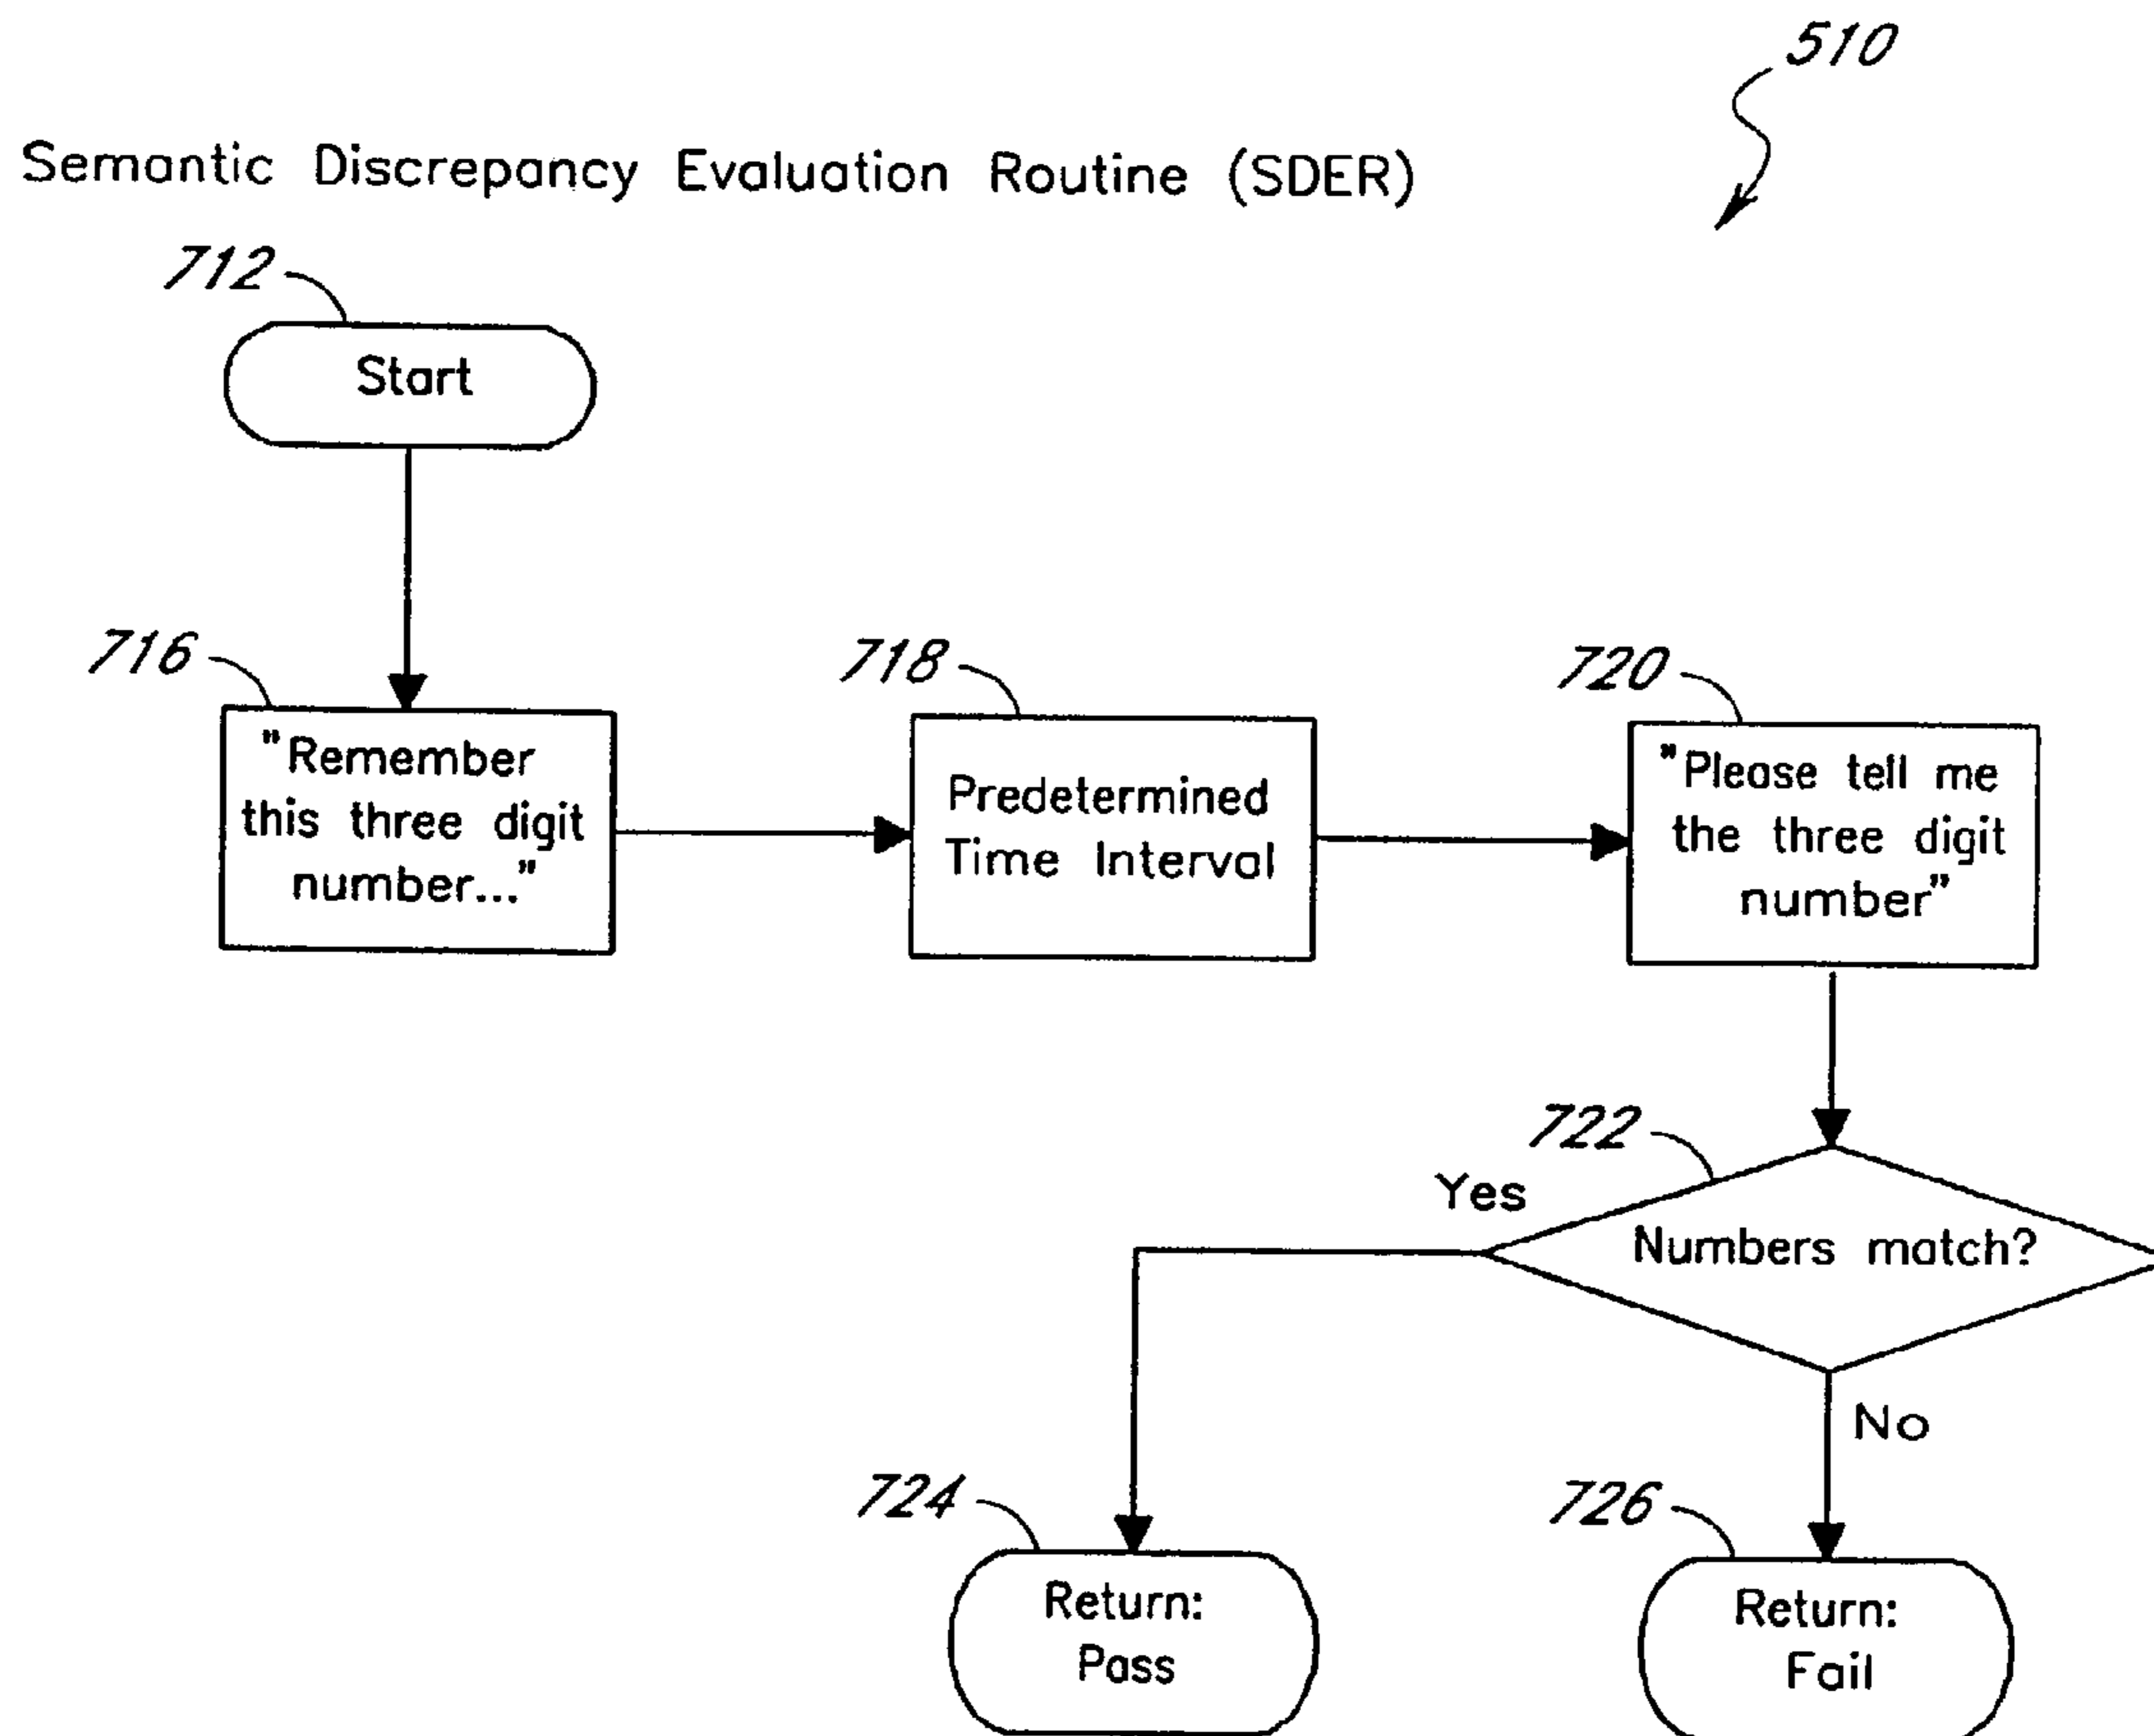 510
Semantic Discrepancy Evaluation Routine (SDER)
712
Start
716
"Remember
this three digit
number..."
718
Predetermined
Time Interval
720
"Please tell me
the three digit
number"
722
Yes
Numbers match?
No
724
Return:
Pass
726
Return:
Fail